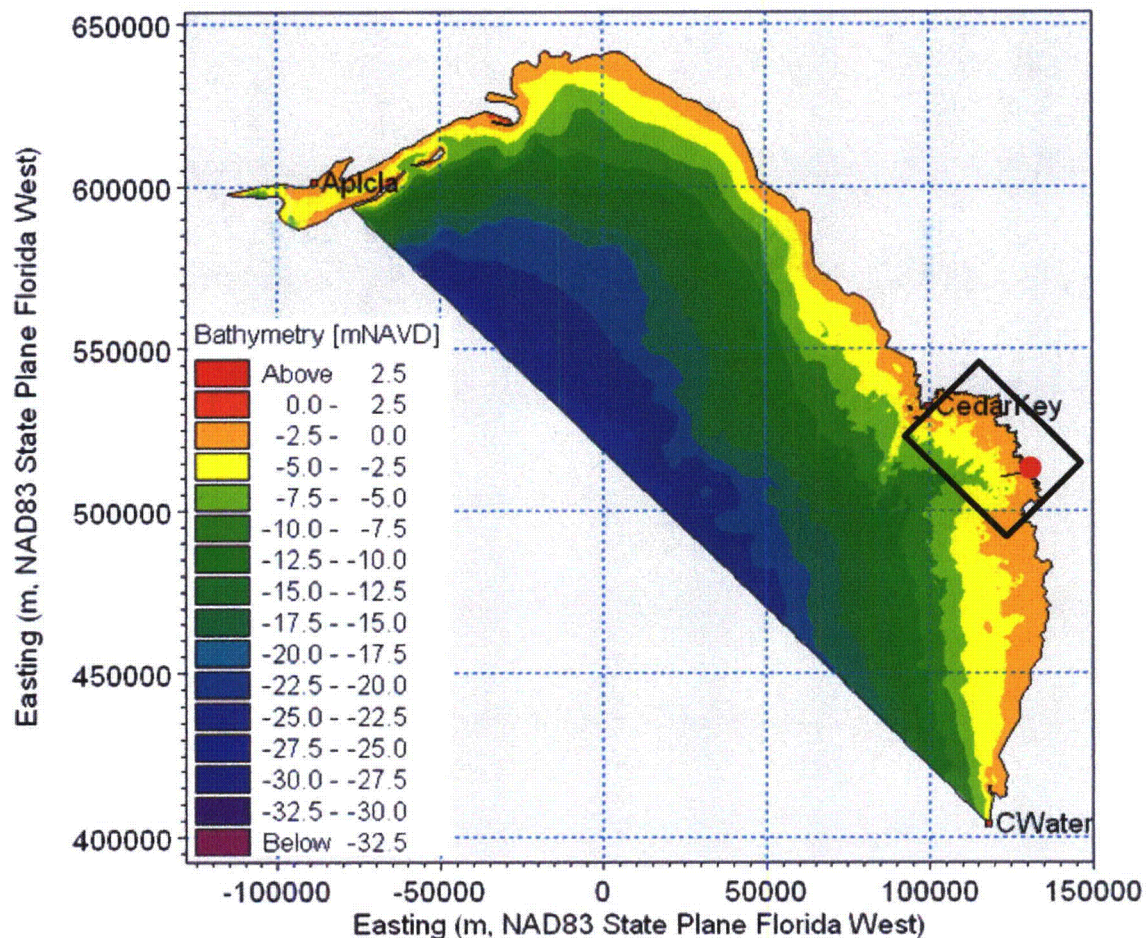 650000
600000
550000
500000
450000
400000
Easting (m, NAD83 State Plane Florida West)
Aplcla
CedarKey
CWater
Bathymetry [mNAVD]
Above 2.5
0.0 - 2.5
-2.5 - 0.0
-5.0 - -2.5
-7.5 - -5.0
-10.0 - -7.5
-12.5 - -10.0
-15.0 - -12.5
-17.5 - -15.0
-20.0 - -17.5
-22.5 - -20.0
-25.0 - -22.5
-27.5 - -25.0
-30.0 - -27.5
-32.5 - -30.0
Below -32.5
-100000 -50000 0 50000 100000 150000
Easting (m, NAD83 State Plane Florida West)